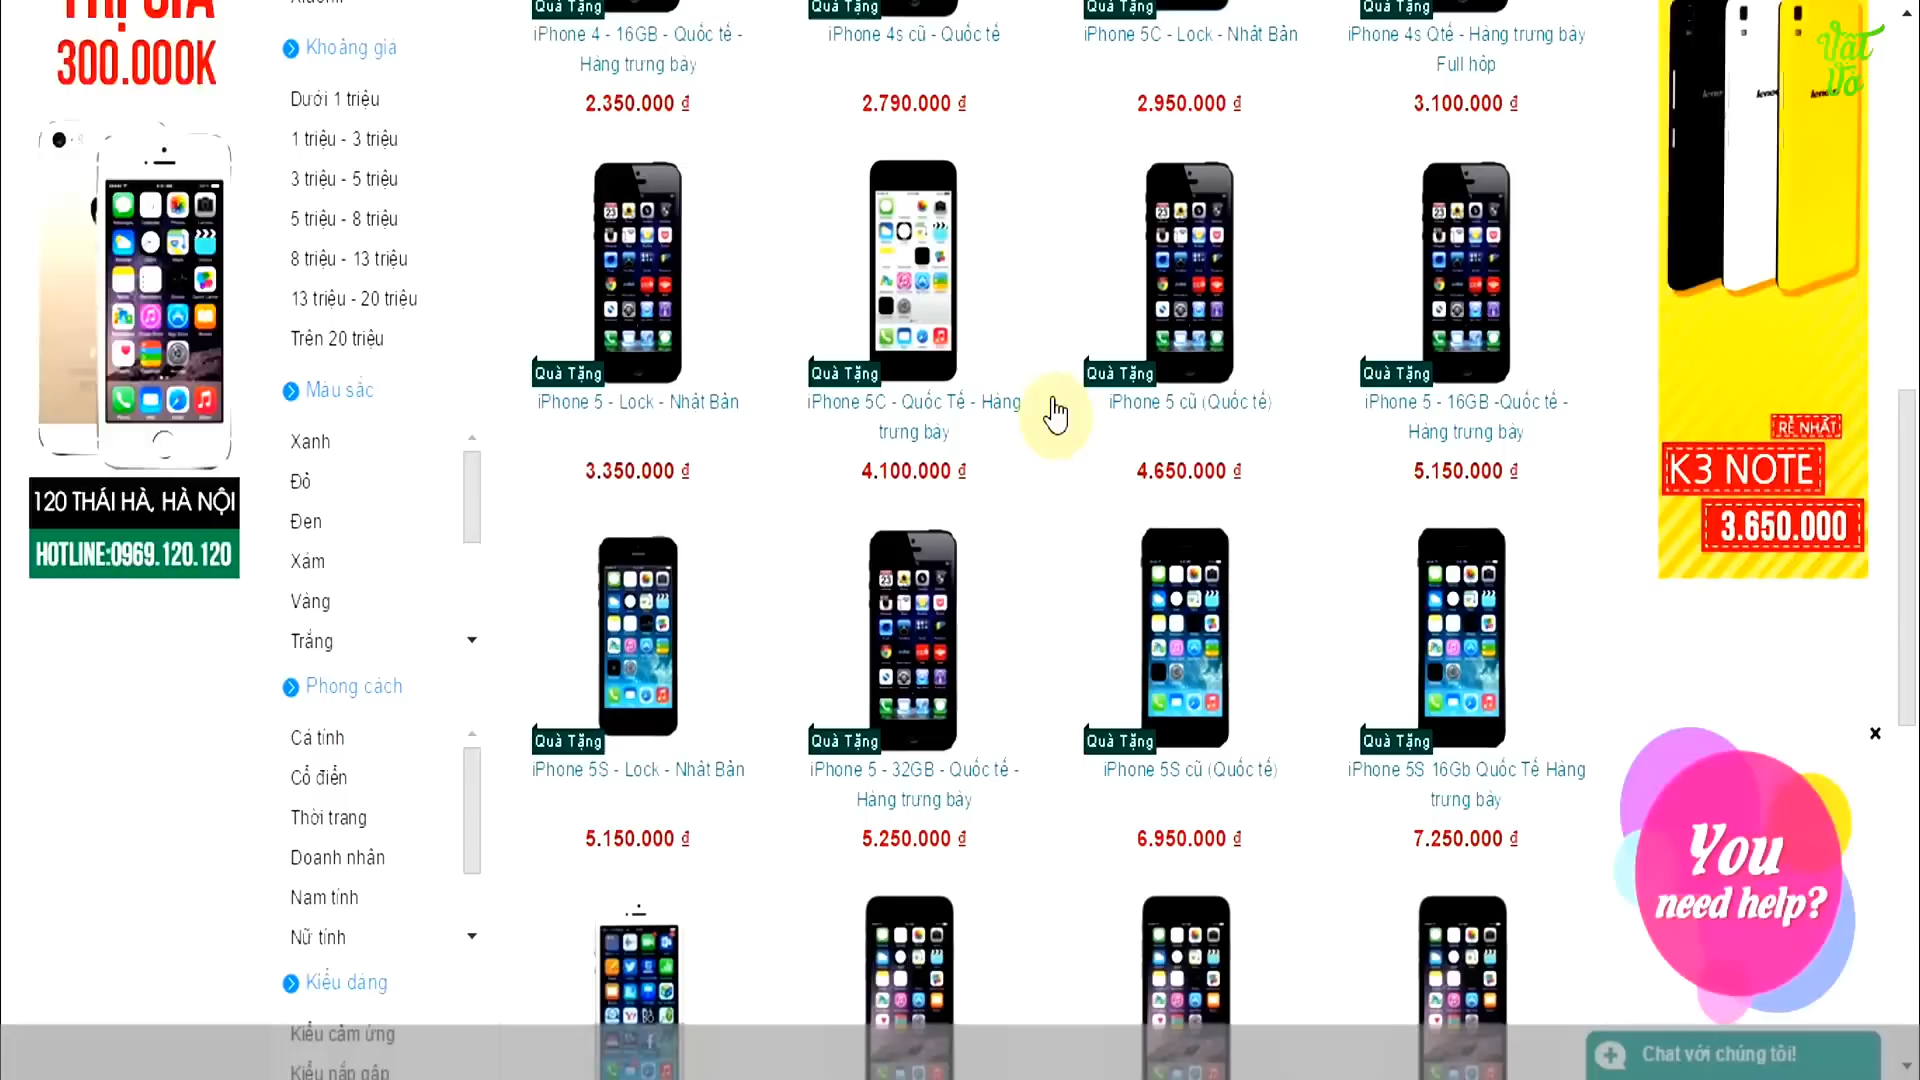 300.000K
120 THÁI HÀ, HÀ NỘI
HOTLINE:0969.120.120
Khoảng giá
Dưới 1 triệu
1 triệu - 3 triệu
3 triệu - 5 triệu
5 triệu - 8 triệu
8 triệu - 13 triệu
13 triệu - 20 triệu
Trên 20 triệu
Màu sắc
Xanh
Đỏ
Đen
Xám
Vàng
Trắng
Phong cách
Cá tính
Cổ điển
Thời trang
Doanh nhân
Nam tính
Nữ tính
Kiểu dáng
Kiểu cảm ứng
Kiểu nắp gập
Quà Tặng
Quà Tặng
Quà Tặng
Quà Tặng
iPhone 4 - 16GB - Quốc tế -
Hàng trưng bày
2.350.000 ₫
iPhone 4s cũ - Quốc tế
2.790.000 ₫
iPhone 5C - Lock - Nhật Bản
2.950.000 ₫
iPhone 4s Qtế - Hàng trưng bày
Full hộp
3.100.000 ₫
Quà Tặng
iPhone 5 - Lock - Nhật Bản
3.350.000 ₫
Quà Tặng
iPhone 5C - Quốc Tế - Hàng
trưng bày
4.100.000 ₫
Quà Tặng
iPhone 5 cũ (Quốc tế)
4.650.000 ₫
Quà Tặng
iPhone 5 - 16GB -Quốc tế -
Hàng trưng bày
5.150.000 ₫
Quà Tặng
iPhone 5S - Lock - Nhật Bản
5.150.000 ₫
Quà Tặng
iPhone 5 - 32GB - Quốc tế -
Hàng trưng bày
5.250.000 ₫
Quà Tặng
iPhone 5S cũ (Quốc tế)
6.950.000 ₫
Quà Tặng
iPhone 5S 16Gb Quốc Tế Hàng
trưng bày
7.250.000 ₫
Vật
Vờ
RẺ NHẤT
K3 NOTE
3.650.000
You
need help?
Chat với chúng tôi!